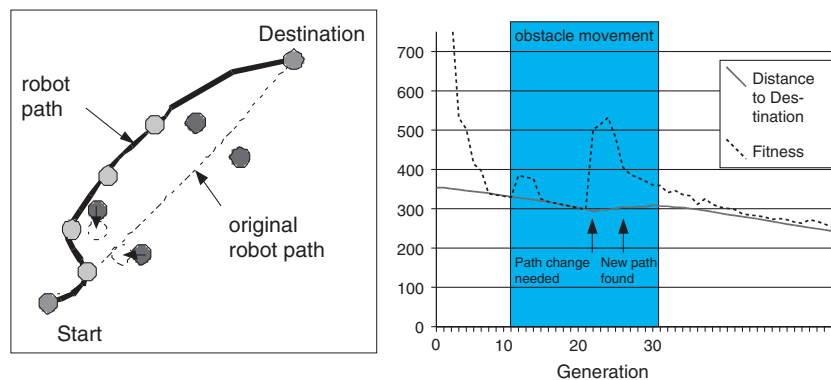 Destination
robot
path
original
robot path
Start
obstacle movement
700
600
500
400
300
200
100
0
Distance
to Des-
tination
Fitness
Path change
needed
New path
found
0
10
20
30
Generation